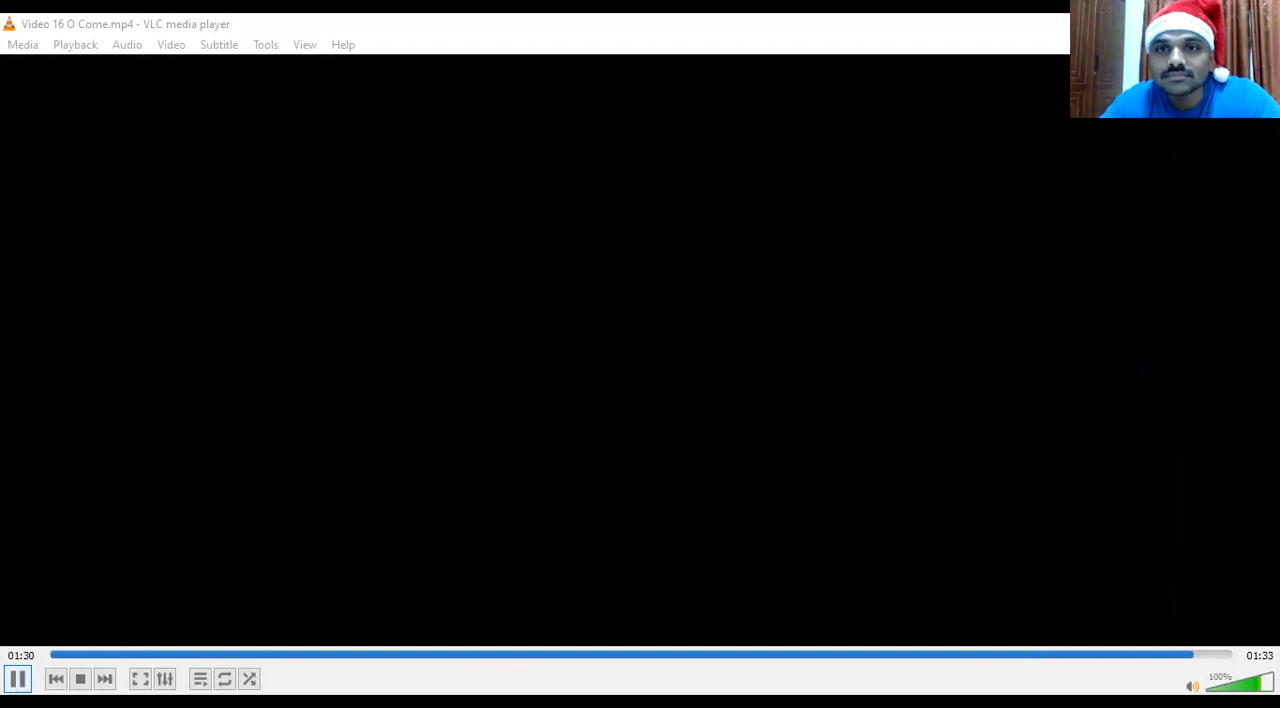 Video 16 O Come.mp4 - VLC media player
Media Playback Audio Video Subtitle Tools View Help
01:30 01:33
100%